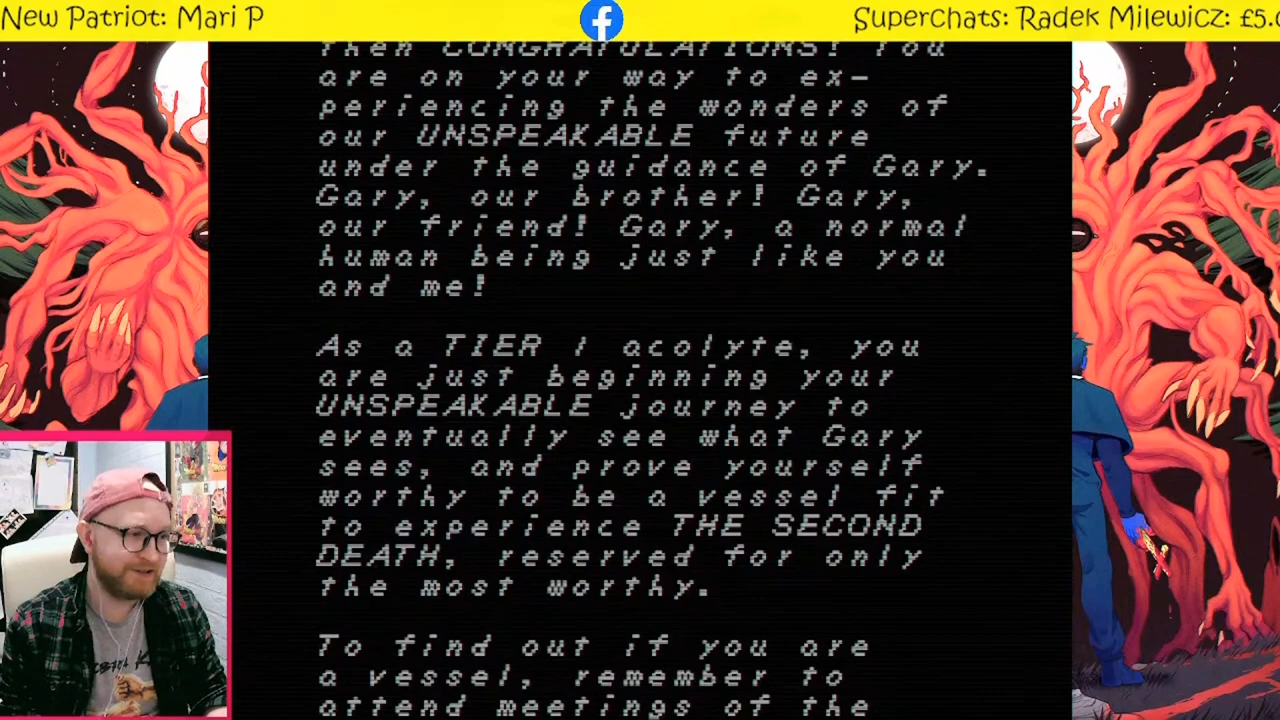 New Patriot: Mari P
Superchats: Radek Milewicz: £5.
Then CONGRATULATIONS! You
are on your way to ex-
periencing the wonders of
our UNSPEAKABLE future
under the guidance of Gary.
Gary, our brother! Gary,
our friend! Gary, a normal
human being just like you
and me!
As a TIER 1 acolyte, you
are just beginning your
UNSPEAKABLE journey to
eventually see what Gary
sees, and prove yourself
worthy to be a vessel fit
to experience THE SECOND
DEATH, reserved for only
the most worthy.
To find out if you are
a vessel, remember to
attend meetings of the